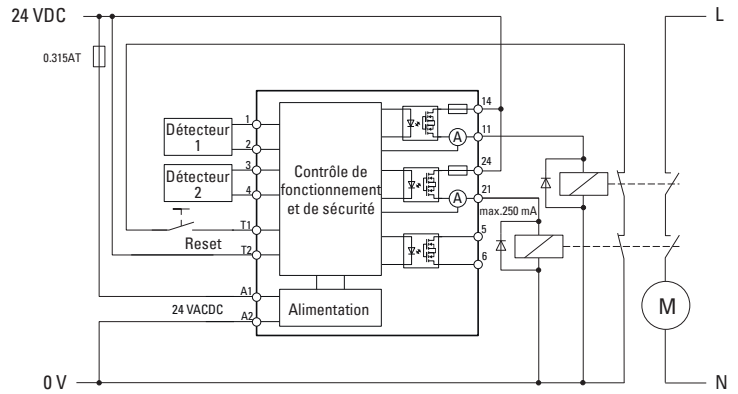 24 VDC
L
0.315AT
14
1
Détecteur
1
11
A
2
3
24
Détecteur
2
Contrôle de
fonctionnement
et de sécurité
4
21
A
max.250 mA
T1
5
Reset
T2
6
A1
24 VACDC
Alimentation
M
A2
0 V
N